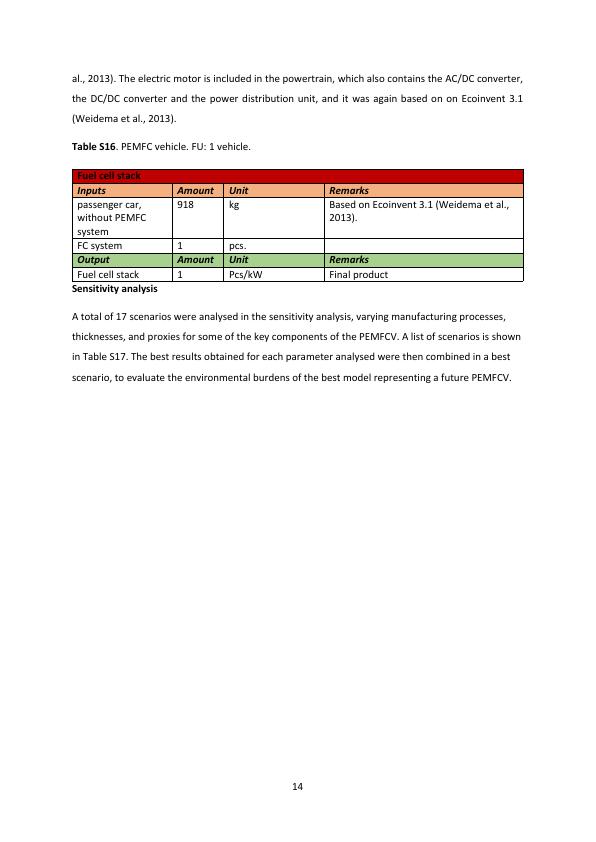 al., 2013). The electric motor is included in the powertrain, which also contains the AC/DC converter,
the DC/DC converter and the power distribution unit, and it was again based on on Ecoinvent 3.1
(Weidema et al., 2013).
Table S16. PEMFC vehicle. FU: 1 vehicle.
Fuel cell stack
Inputs Amount Unit Remarks
passenger car, 918 kg Based on Ecoinvent 3.1 (Weidema et al.,
without PEMFC 2013).
system
FC system 1 pcs.
Output Amount Unit Remarks
Fuel cell stack 1 Pcs/kW Final product
Sensitivity analysis
A total of 17 scenarios were analysed in the sensitivity analysis, varying manufacturing processes,
thicknesses, and proxies for some of the key components of the PEMFCV. A list of scenarios is shown
in Table S17. The best results obtained for each parameter analysed were then combined in a best
scenario, to evaluate the environmental burdens of the best model representing a future PEMFCV.
14